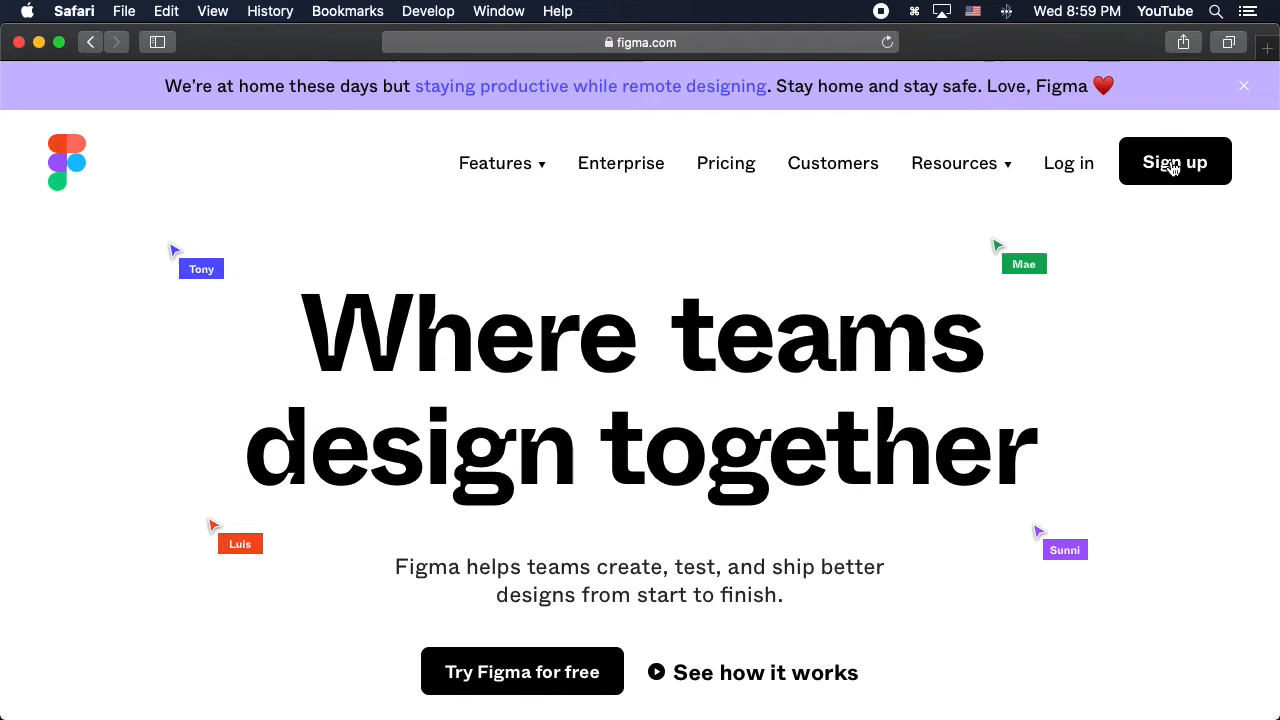 Safari File Edit View History Bookmarks Develop Window Help Wed 8:59 PM YouTube
figma.com
We're at home these days but staying productive while remote designing. Stay home and stay safe. Love, Figma ♥️
Features ▾ Enterprise Pricing Customers Resources ▾ Log in Sign up
Tony
Mae
Where teams
design together
Luis
Sunni
Figma helps teams create, test, and ship better
designs from start to finish.
Try Figma for free See how it works